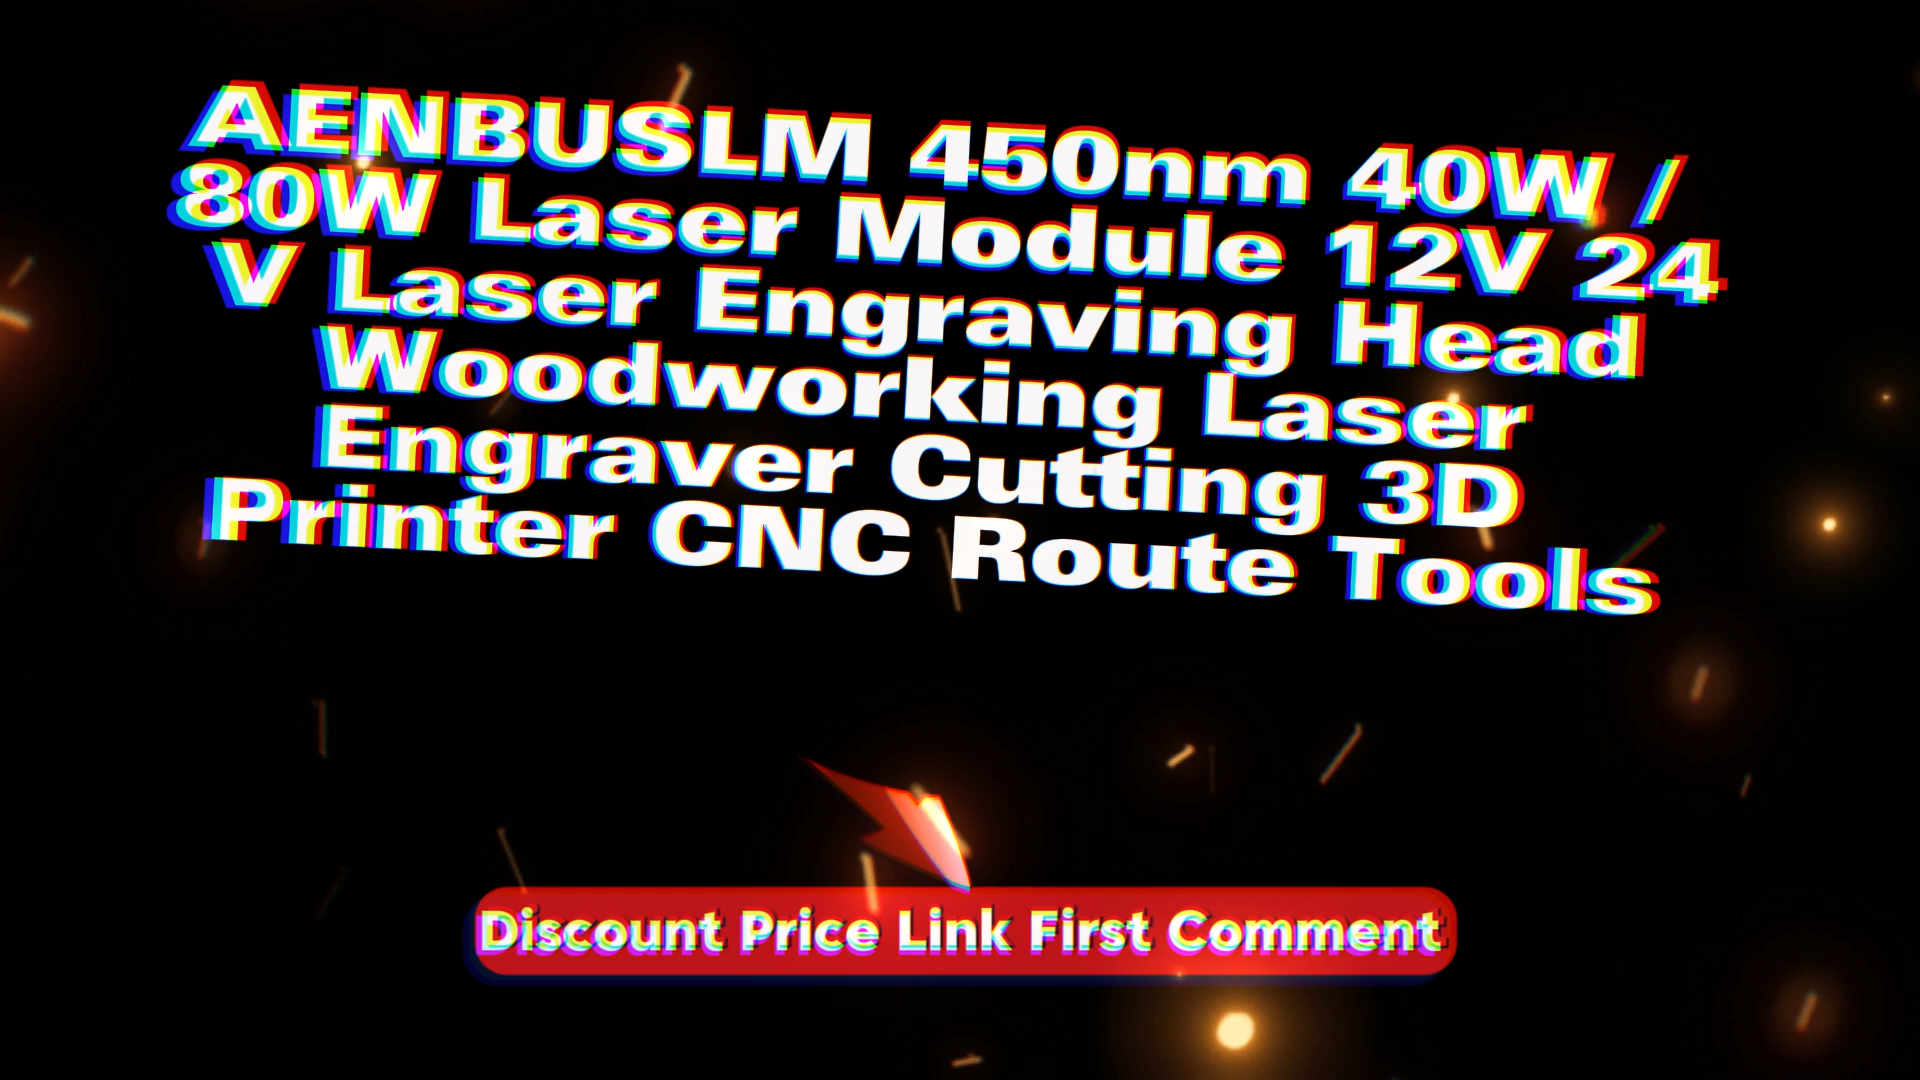 AENBUSLM 450nm 40W /
80W Laser Module 12V 24
V Laser Engraving Head
Woodworking Laser
Engraver Cutting 3D
Printer CNC Route Tools
Discount Price Link First Comment